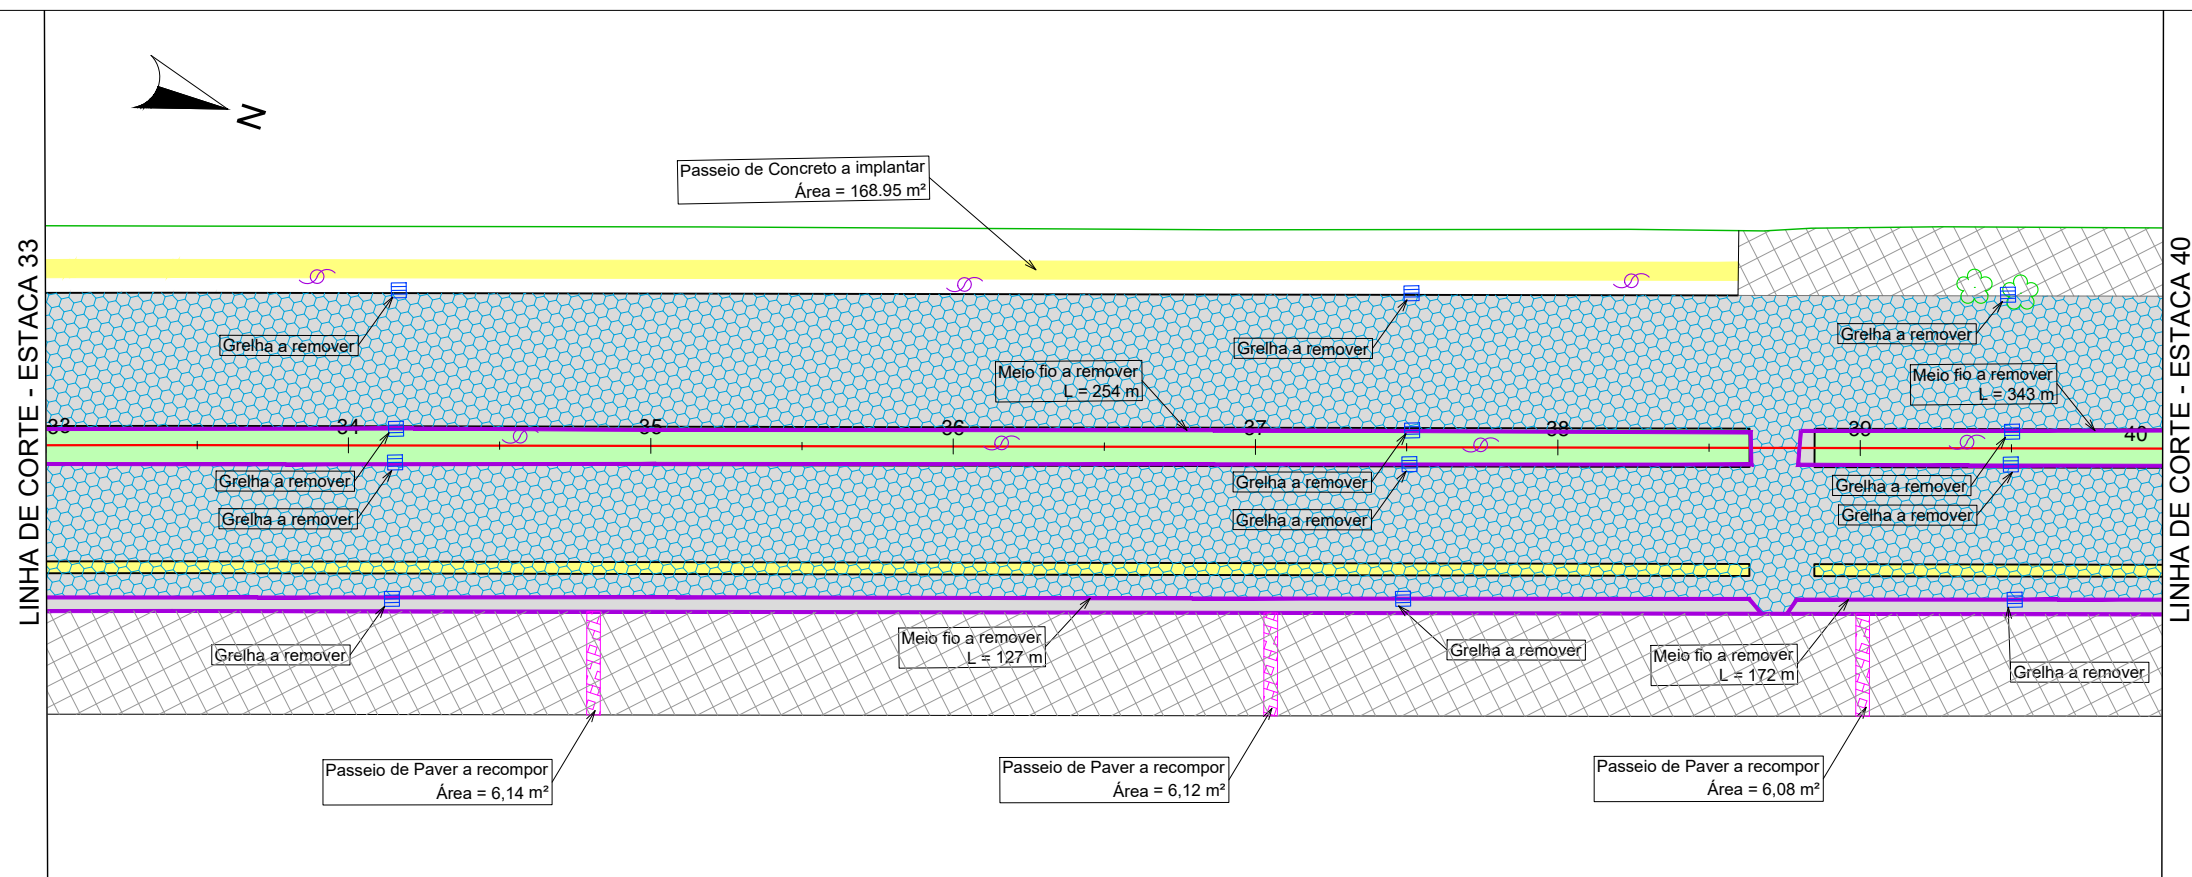 N
Passeio de Concreto a implantar
Área = 168.95 m²
LINHA DE CORTE - ESTACA 33
LINHA DE CORTE - ESTACA 40
Grelha a remover
Grelha a remover
Grelha a remover
Meio fio a remover
L = 254 m
Meio fio a remover
L = 343 m
33
34
35
36
37
38
39
40
Grelha a remover
Grelha a remover
Grelha a remover
Grelha a remover
Grelha a remover
Grelha a remover
Grelha a remover
Meio fio a remover
L = 127 m
Grelha a remover
Meio fio a remover
L = 172 m
Grelha a remover
Passeio de Paver a recompor
Área = 6,14 m²
Passeio de Paver a recompor
Área = 6,12 m²
Passeio de Paver a recompor
Área = 6,08 m²